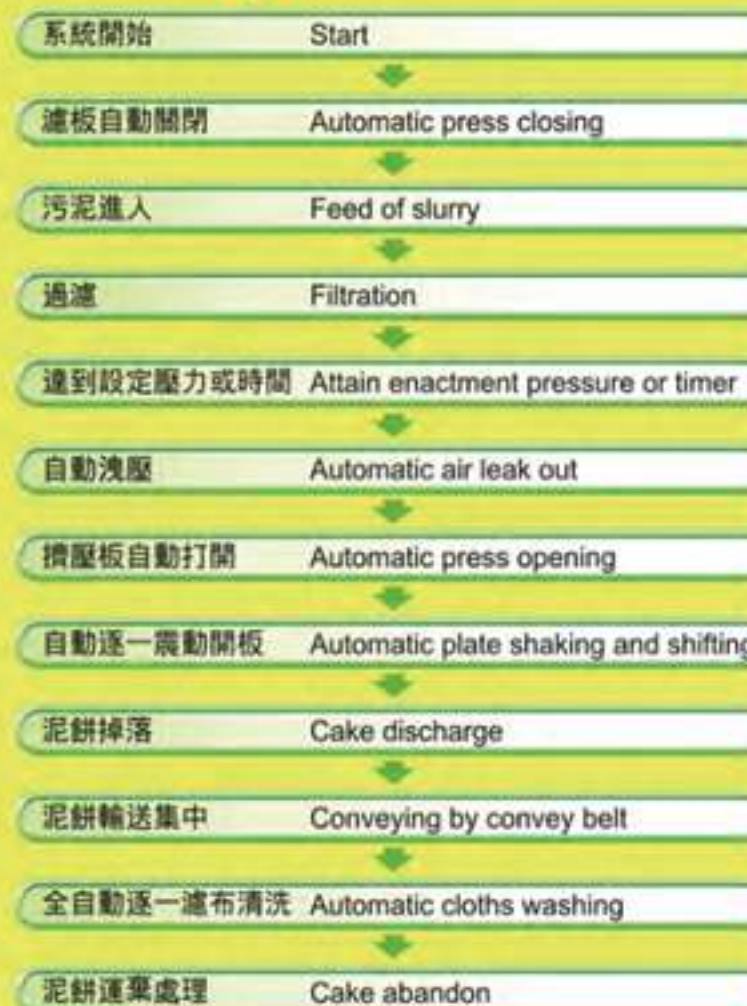 系統開始 Start
濾板自動關閉 Automatic press closing
污泥進入 Feed of slurry
過濾 Filtration
達到設定壓力或時間 Attain enactment pressure or timer
自動洩壓 Automatic air leak out
擠壓板自動打開 Automatic press opening
自動逐一震動開板 Automatic plate shaking and shifting
泥餅掉落 Cake discharge
泥餅輸送集中 Conveying by convey belt
全自動逐一濾布清洗 Automatic cloths washing
泥餅運棄處理 Cake abandon